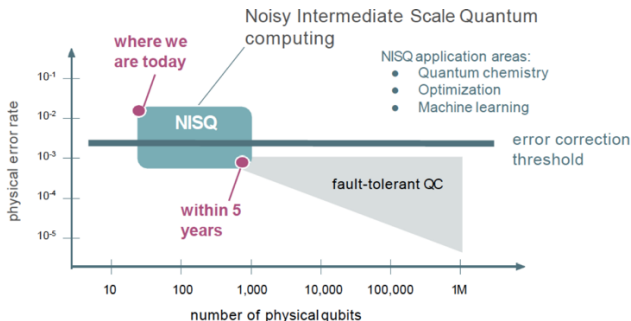 Noisy Intermediate Scale Quantum
computing
where we
are today
NISQ application areas:
• Quantum chemistry
• Optimization
• Machine learning
10-1
10-2
10-3
10-4
10-5
physical error rate
NISQ
error correction
threshold
fault-tolerant QC
within 5
years
10
100
1,000
10,000
100,000
1M
number of physical qubits